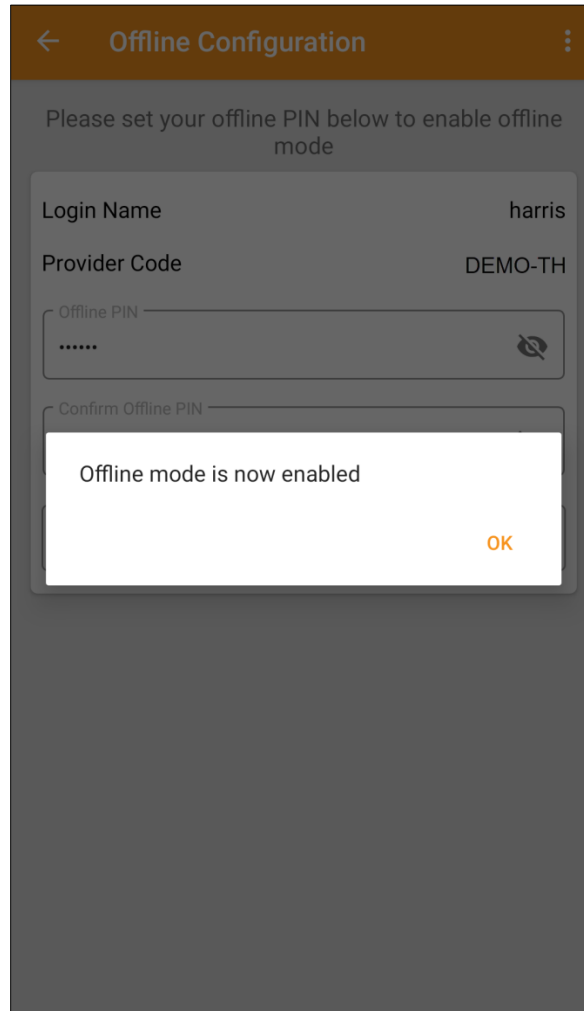 Offline Configuration
Please set your offline PIN below to enable offline
mode
Login Name harris
Provider Code DEMO-TH
Offline PIN
••••••
Confirm Offline PIN
Offline mode is now enabled
OK